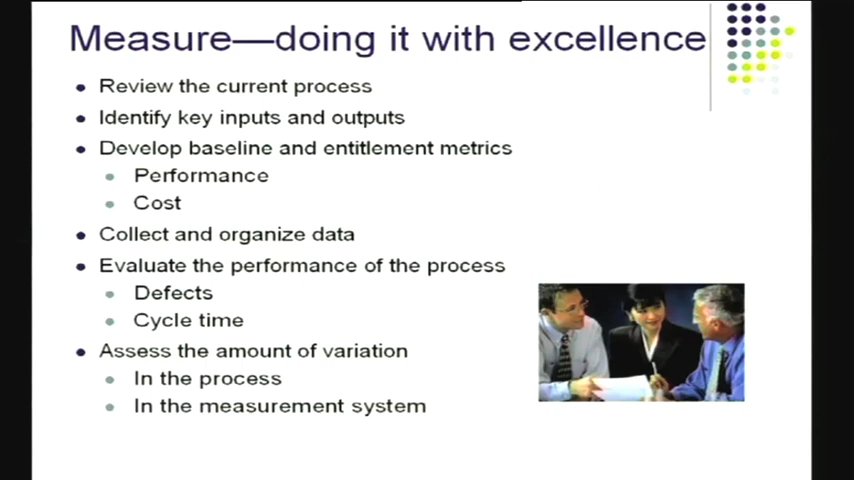 Measure—doing it with excellence
Review the current process
Identify key inputs and outputs
Develop baseline and entitlement metrics
Performance
Cost
Collect and organize data
Evaluate the performance of the process
Defects
Cycle time
Assess the amount of variation
In the process
In the measurement system